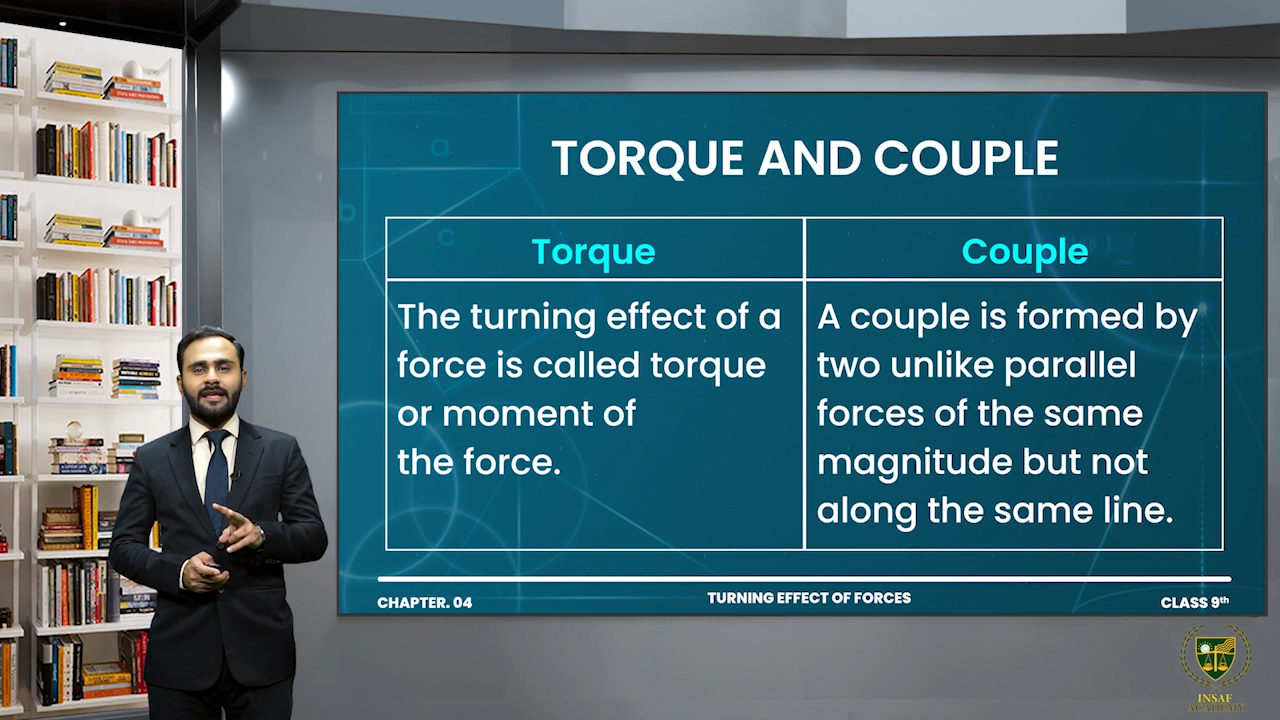 TORQUE AND COUPLE
Torque
Couple
The turning effect of a
force is called torque
or moment of
the force.
A couple is formed by
two unlike parallel
forces of the same
magnitude but not
along the same line.
CHAPTER. 04
TURNING EFFECT OF FORCES
CLASS 9th
INSAF
ACADEMY